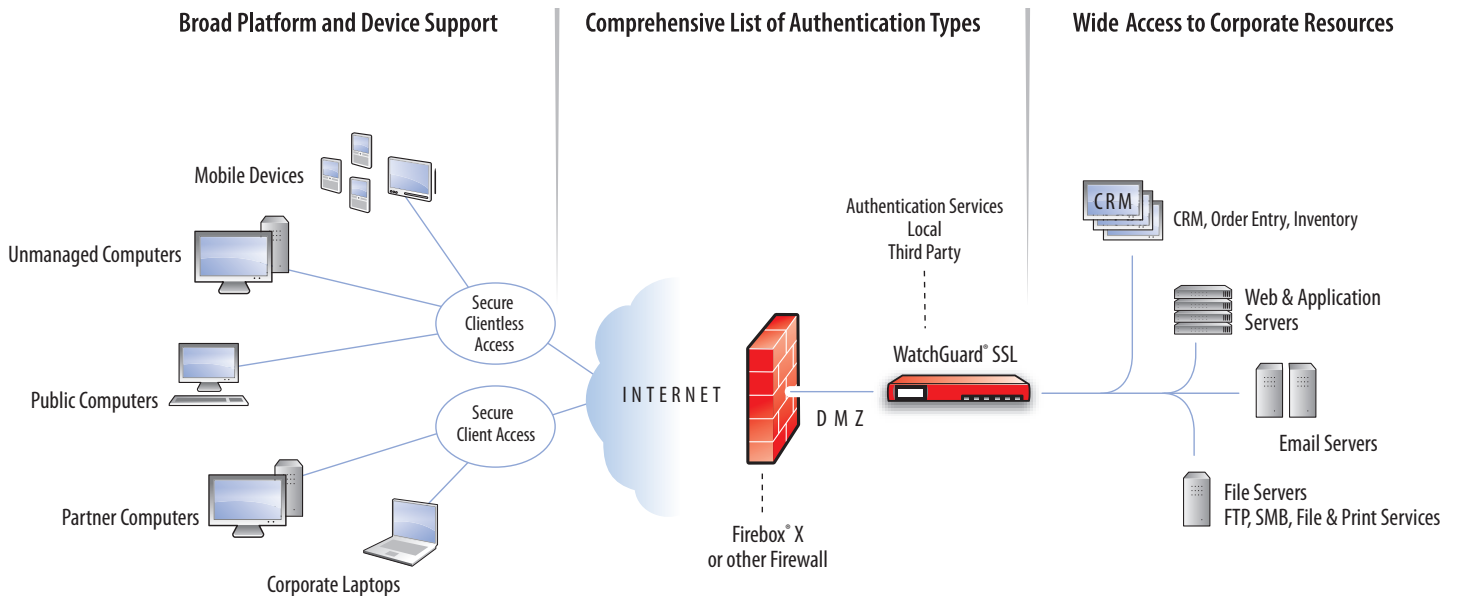 Broad Platform and Device Support
Comprehensive List of Authentication Types
Wide Access to Corporate Resources
Mobile Devices
Unmanaged Computers
Public Computers
Partner Computers
Corporate Laptops
Secure
Clientless
Access
Secure
Client Access
INTERNET
Firebox® X
or other Firewall
DMZ
Authentication Services
Local
Third Party
WatchGuard® SSL
CRM
CRM, Order Entry, Inventory
Web & Application
Servers
Email Servers
File Servers
FTP, SMB, File & Print Services